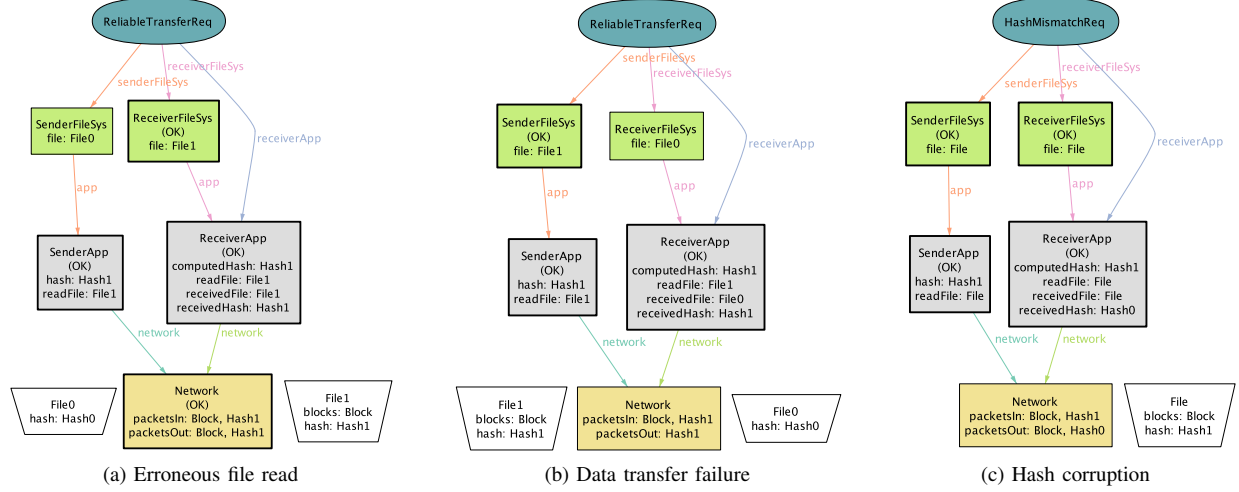 ReliableTransferReq
senderFileSys
receiverFileSys
receiverApp
SenderFileSys
file: File0
ReceiverFileSys
(OK)
file: File1
app
app
SenderApp
(OK)
hash: Hash1
readFile: File1
ReceiverApp
(OK)
computedHash: Hash1
readFile: File1
receivedFile: File1
receivedHash: Hash1
network
network
File0
hash: Hash0
Network
(OK)
packetsIn: Block, Hash1
packetsOut: Block, Hash1
File1
blocks: Block
hash: Hash1
(a) Erroneous file read
ReliableTransferReq
senderFileSys
receiverFileSys
receiverApp
SenderFileSys
(OK)
file: File1
ReceiverFileSys
file: File0
app
app
SenderApp
(OK)
hash: Hash1
readFile: File1
ReceiverApp
(OK)
computedHash: Hash1
readFile: File1
receivedFile: File0
receivedHash: Hash1
network
network
File1
blocks: Block
hash: Hash1
Network
packetsIn: Block, Hash1
packetsOut: Hash1
File0
hash: Hash0
(b) Data transfer failure
HashMismatchReq
senderFileSys
receiverFileSys
receiverApp
SenderFileSys
(OK)
file: File
ReceiverFileSys
(OK)
file: File
app
app
SenderApp
(OK)
hash: Hash1
readFile: File
ReceiverApp
(OK)
computedHash: Hash1
readFile: File
receivedFile: File
receivedHash: Hash0
network
network
Network
packetsIn: Block, Hash1
packetsOut: Block, Hash0
File
blocks: Block
hash: Hash1
(c) Hash corruption